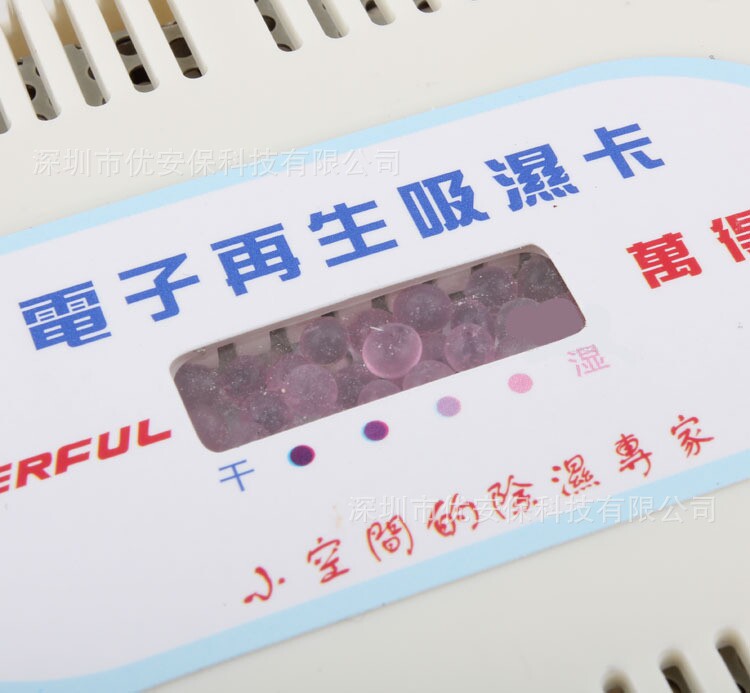 深圳市优安保科技有限公司
電子再生吸濕卡
萬得
ERFUL
干
湿
深圳市优安保科技有限公司
小空間的除濕專家